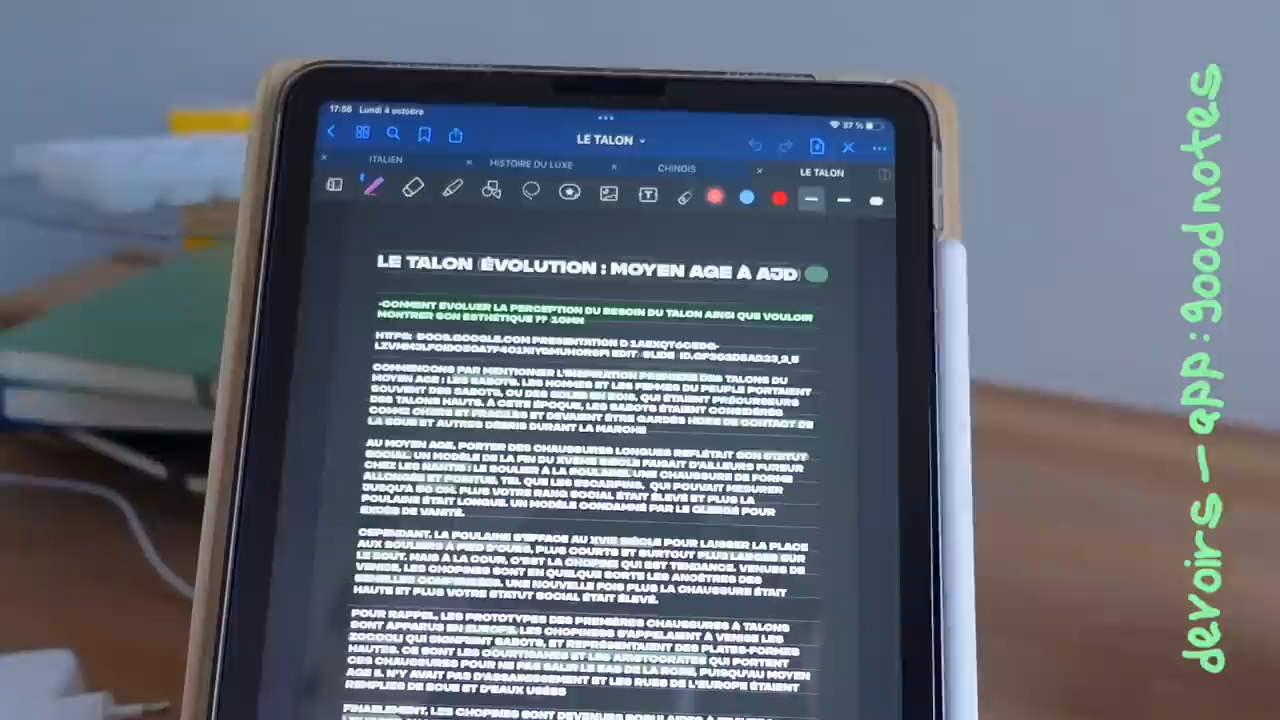 17:56 Lundi 4 octobre
37 %
LE TALON
ITALIEN
HISTOIRE DU LUXE
CHINOIS
LE TALON
LE TALON (ÉVOLUTION : MOYEN AGE À AJD)
-COMMENT EVOLUER LA PERCEPTION DU BESOIN DU TALON AINSI QUE VOULOIR
MONTRER SON ESTHÉTIQUE ?? 10MN
COMMENCONS PAR MENTIONNER L'INSPIRATION PREMIERE DES TALONS DU
MOYEN AGE : LES SABOTS. LES HOMMES ET LES FEMMES DU PEUPLE PORTAIENT
SOUVENT DES SABOTS, OU DES SOLES EN BOIS, QUI ÉTAIENT PRÉCURSEURS
DES TALONS HAUTS. À CETTE ÉPOQUE, LES SABOTS ÉTAIENT CONSIDÉRÉS
COMME CHERS ET FRAGILES ET DEVAIENT ÊTRE GARDÉS HORS DE CONTACT DE
LA BOUE ET AUTRES DÉBRIS DURANT LA MARCHE
AU MOYEN AGE, PORTER DES CHAUSSURES LONGUES REFLÉTAIT SON STATUT
SOCIAL. UN MODÈLE DE LA FIN DU XVÈME SIÈCLE FAISAIT D'AILLEURS FUREUR
CHEZ LES NANTIS : LE SOULIER À LA POULAINE. UNE CHAUSSURE DE FORME
ALLONGÉE ET POINTUE, TEL QUE LES ESCARPINS, QUI POUVAIT MESURER
JUSQU'À 50 CM. PLUS VOTRE RANG SOCIAL ÉTAIT ÉLEVÉ ET PLUS LA
POULAINE ÉTAIT LONGUE. UN MODÈLE CONDAMNÉ PAR LE CLERGÉ POUR
EXCÈS DE VANITÉ.
CEPENDANT, LA POULAINE S'EFFACE AU XVIE SIÈCLE POUR LAISSER LA PLACE
AUX SOULIERS À PIED D'OURS, PLUS COURTS ET SURTOUT PLUS LARGES SUR
LE BOUT. MAIS À LA COUR, C'EST LA CHOPINE QUI EST TENDANCE. VENUES DE
VENISE, LES CHOPINES SONT EN QUELQUE SORTE LES ANCÊTRES DES
SEMELLES COMPENSÉES. UNE NOUVELLE FOIS PLUS LA CHAUSSURE ÉTAIT
HAUTE ET PLUS VOTRE STATUT SOCIAL ÉTAIT ÉLEVÉ.
POUR RAPPEL, LES PROTOTYPES DES PREMIÈRES CHAUSSURES À TALONS
SONT APPARUS EN EUROPE. LES CHOPINESS S'APPELAIENT À VENISE LES
ZOCCOLI QUI SIGNIFIENT SABOTS, ET REPRÉSENTAIENT DES PLATES-FORMES
HAUTES. CE SONT LES COURTISANES ET LES ARISTOCRATES QUI PORTENT
CES CHAUSSURES POUR NE PAS SALIR LE BAS DE LA ROBE, PUISQU'AU MOYEN
AGE IL N'Y AVAIT PAS D'ASSAINISSEMENT ET LES RUES DE L'EUROPE ÉTAIENT
REMPLIES DE BOUE ET D'EAUX USÉES
FINALEMENT, LES CHOPINES SONT DEVENUES POPULAIRES À
devoirs — app : goodnotes